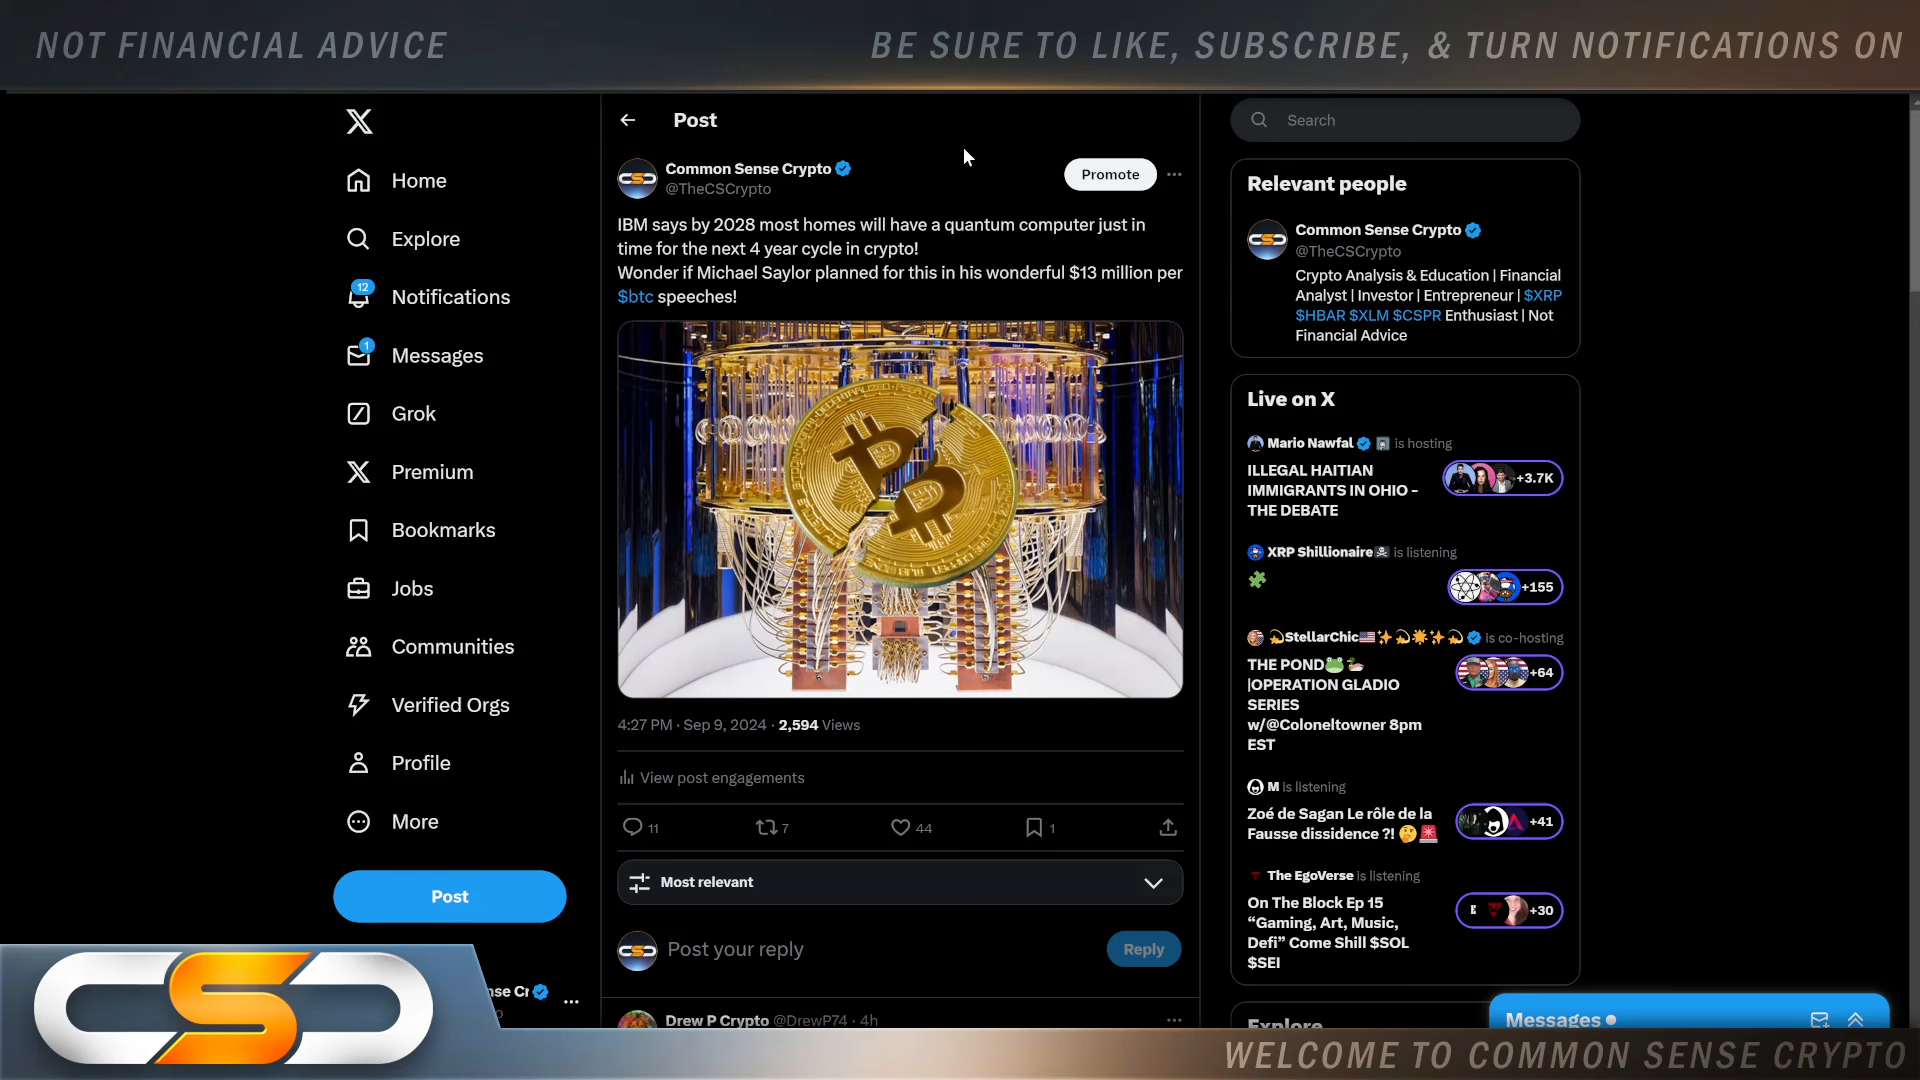 NOT FINANCIAL ADVICE
BE SURE TO LIKE, SUBSCRIBE, & TURN NOTIFICATIONS ON
Home
Explore
12
Notifications
1
Messages
Grok
Premium
Bookmarks
Jobs
Communities
Verified Orgs
Profile
More
Post
Post
Common Sense Crypto
@TheCSCrypto
Promote
IBM says by 2028 most homes will have a quantum computer just in
time for the next 4 year cycle in crypto!
Wonder if Michael Saylor planned for this in his wonderful $13 million per
$btc speeches!
4:27 PM · Sep 9, 2024 · 2,594 Views
View post engagements
11
7
44
1
Most relevant
Post your reply
Reply
Drew P Crypto @DrewP74 · 4h
Search
Relevant people
Common Sense Crypto
@TheCSCrypto
Crypto Analysis & Education | Financial
Analyst | Investor | Entrepreneur | $XRP
$HBAR $XLM $CSPR Enthusiast | Not
Financial Advice
Live on X
Mario Nawfal is hosting
ILLEGAL HAITIAN
IMMIGRANTS IN OHIO -
THE DEBATE
+3.7K
XRP Shillionaire is listening
+155
StellarChic is co-hosting
THE POND
|OPERATION GLADIO
SERIES
w/@Coloneltowner 8pm
EST
+64
M is listening
Zoé de Sagan Le rôle de la
Fausse dissidence ?!
+41
The EgoVerse is listening
On The Block Ep 15
“Gaming, Art, Music,
Defi” Come Shill $SOL
$SEI
+30
Explore
Messages
CSC
WELCOME TO COMMON SENSE CRYPTO